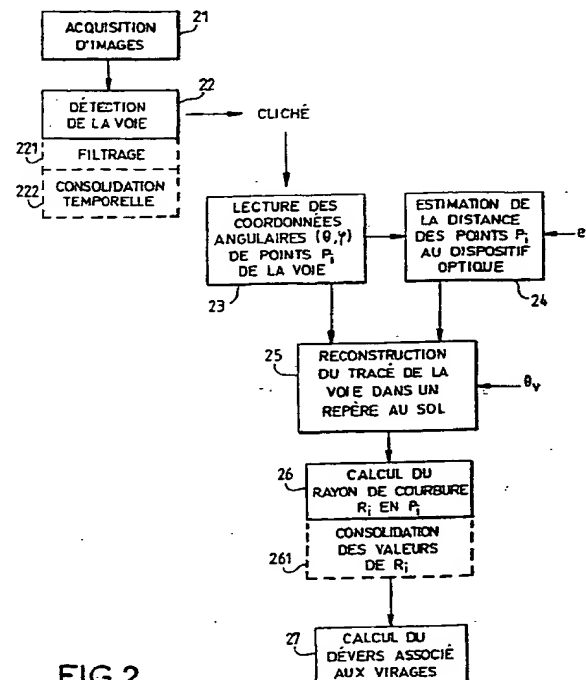 21
ACQUISITION
D'IMAGES
22
DÉTECTION
DE LA VOIE
CLICHÉ
221
FILTRAGE
222
CONSOLIDATION
TEMPORELLE
LECTURE DES
COORDONNÉES
ANGULAIRES (θ,φ)
DE POINTS Pi
DE LA VOIE
23
ESTIMATION DE
LA DISTANCE
DES POINTS Pi
AU DISPOSITIF
OPTIQUE
e
24
25
RECONSTRUCTION
DU TRACÉ DE LA
VOIE DANS UN
REPÈRE AU SOL
θv
26
CALCUL DU
RAYON DE COURBURE
Ri EN Pi
CONSOLIDATION
DES VALEURS
DE Ri
261
27
CALCUL DU
DÉVERS ASSOCIÉ
AUX VIRAGES
FIG.2